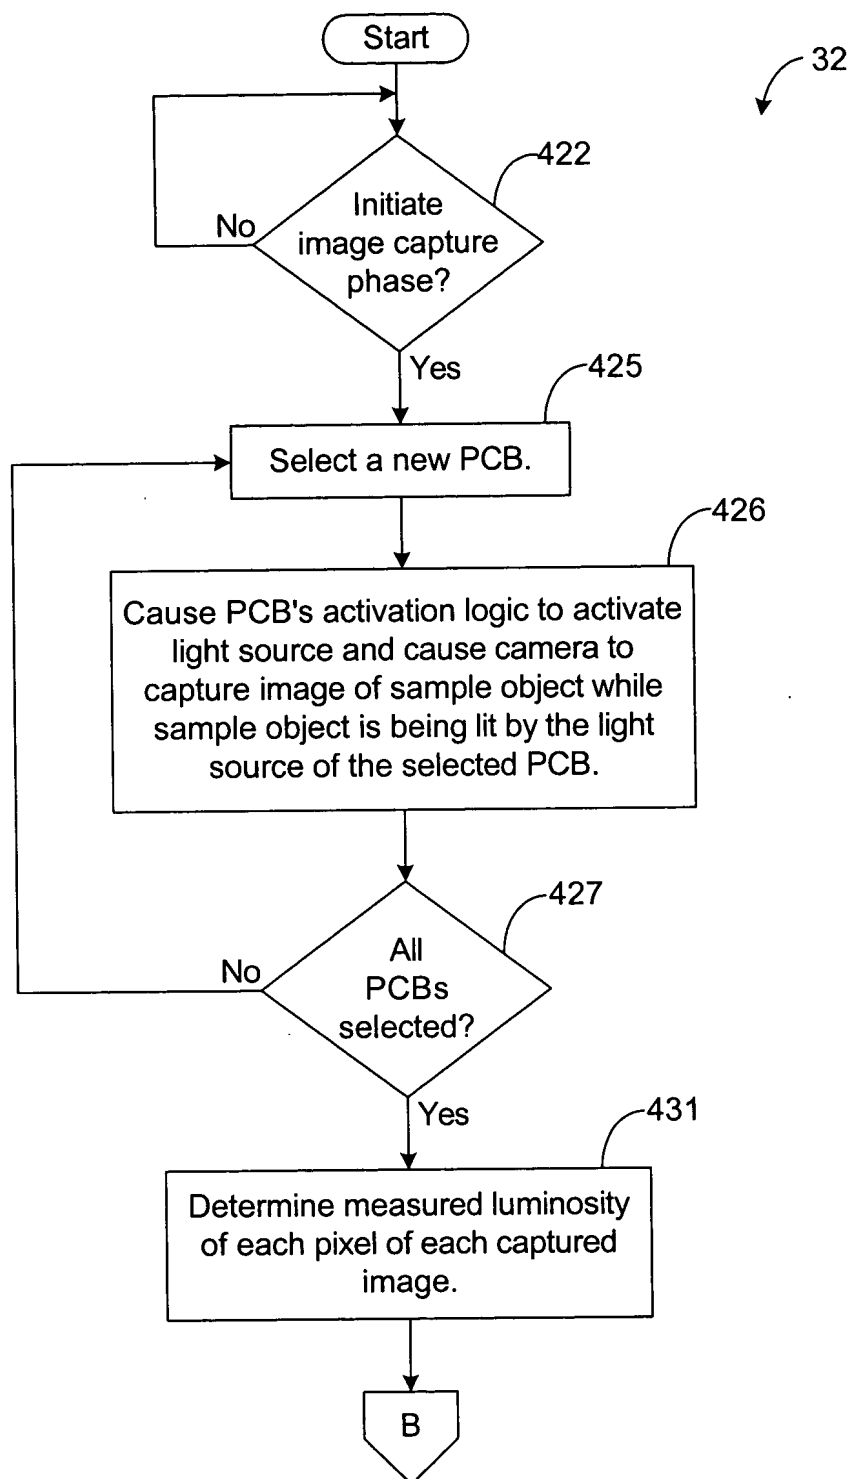 Start
32
422
Initiate
image capture
phase?
No
Yes
425
Select a new PCB.
426
Cause PCB's activation logic to activate
light source and cause camera to
capture image of sample object while
sample object is being lit by the light
source of the selected PCB.
427
All
PCBs
selected?
No
Yes
431
Determine measured luminosity
of each pixel of each captured
image.
B